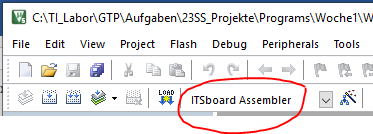 C:\TI_Labor\GTP\Aufgaben\23SS_Projekte\Programs\Woche1\W
File Edit View Project Flash Debug Peripherals Tools
LOAD ITSboard Assembler